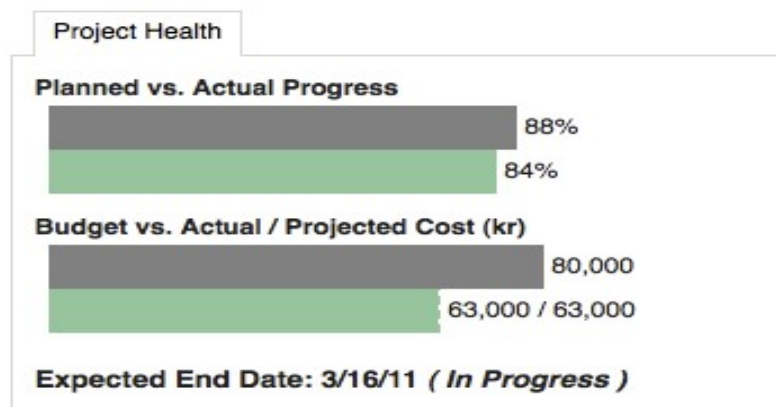 Project Health
Planned vs. Actual Progress
88%
84%
Budget vs. Actual / Projected Cost (kr)
80,000
63,000 / 63,000
Expected End Date: 3/16/11 ( In Progress )